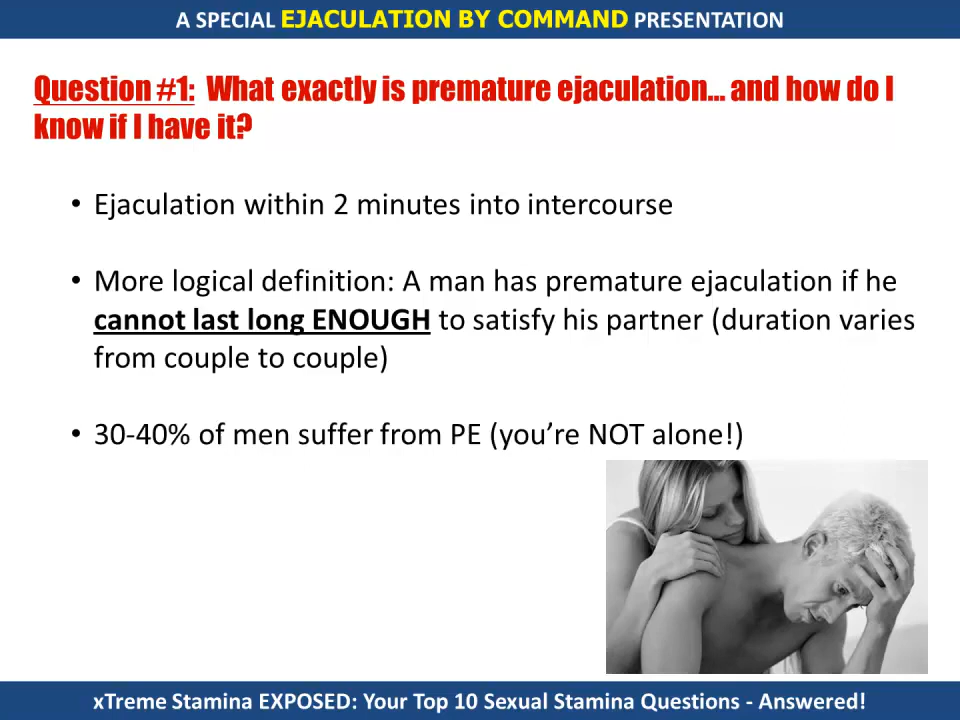 A SPECIAL EJACULATION BY COMMAND PRESENTATION
Question #1: What exactly is premature ejaculation... and how do I
know if I have it?
• Ejaculation within 2 minutes into intercourse
• More logical definition: A man has premature ejaculation if he
cannot last long ENOUGH to satisfy his partner (duration varies
from couple to couple)
• 30-40% of men suffer from PE (you’re NOT alone!)
xTreme Stamina EXPOSED: Your Top 10 Sexual Stamina Questions - Answered!